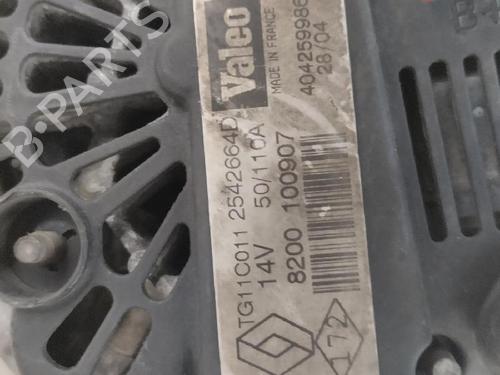 Valeo
MADE IN FRANCE
404259986
28/04
TG11C011 2542664D
14V 50/110A
8200 100907
172
B-PARTS